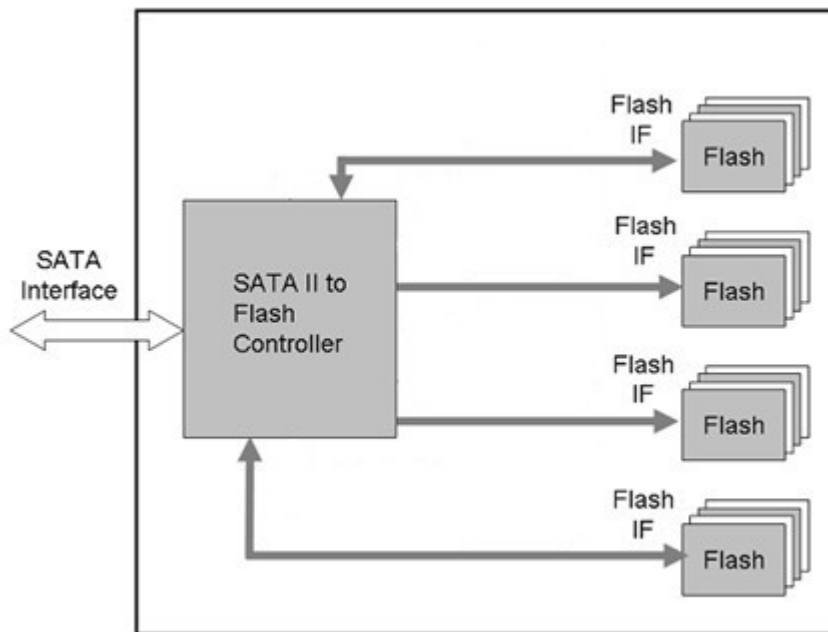 SATA
Interface
SATA II to
Flash
Controller
Flash
IF
Flash
Flash
IF
Flash
Flash
IF
Flash
Flash
IF
Flash